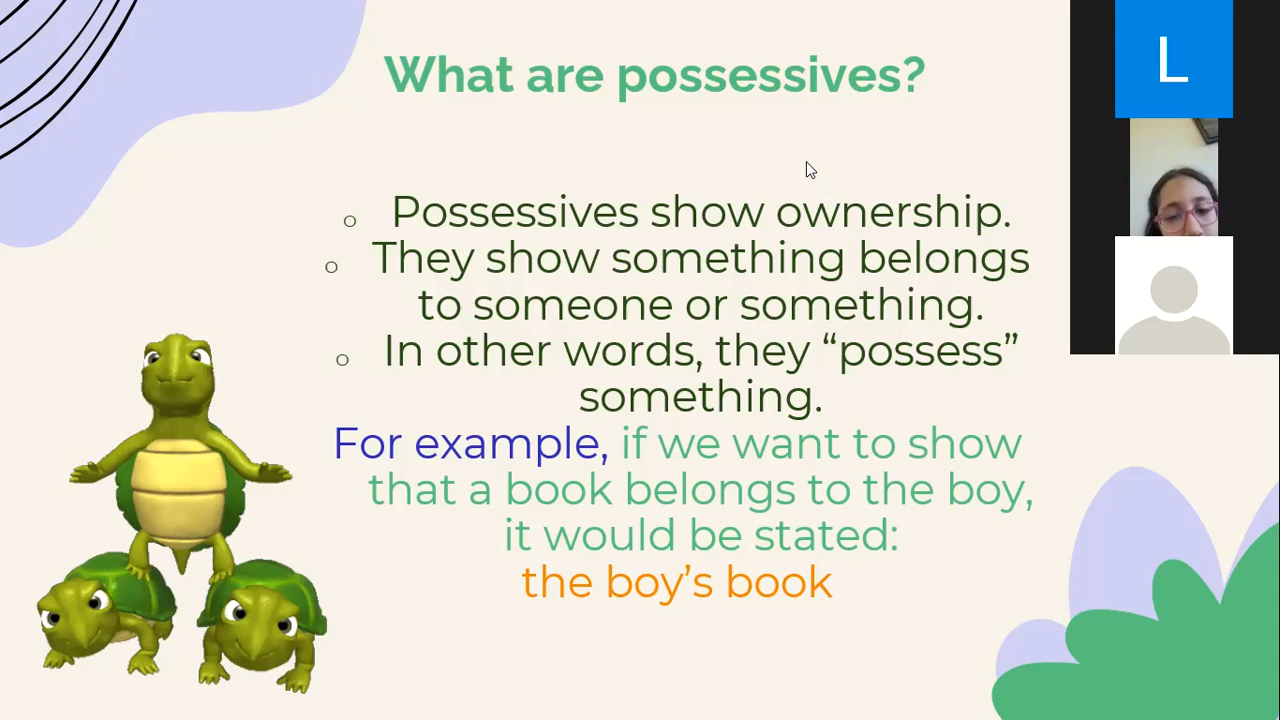 What are possessives?
L
o Possessives show ownership.
o They show something belongs
to someone or something.
o In other words, they “possess”
something.
For example, if we want to show
that a book belongs to the boy,
it would be stated:
the boy’s book